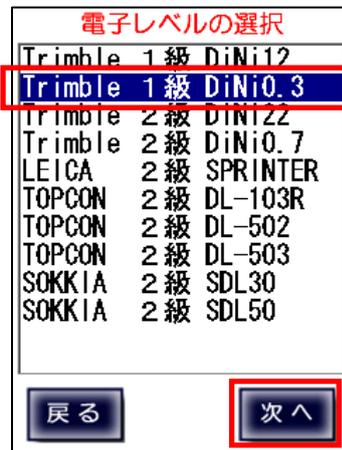 電子レベルの選択
Trimble 1級 DiNi12
Trimble 1級 DiNi0.3
Trimble 2級 DiNi22
Trimble 2級 DiNi0.7
LEICA 2級 SPRINTER
TOPCON 2級 DL-103R
TOPCON 2級 DL-502
TOPCON 2級 DL-503
SOKKIA 2級 SDL30
SOKKIA 2級 SDL50
戻る 次へ